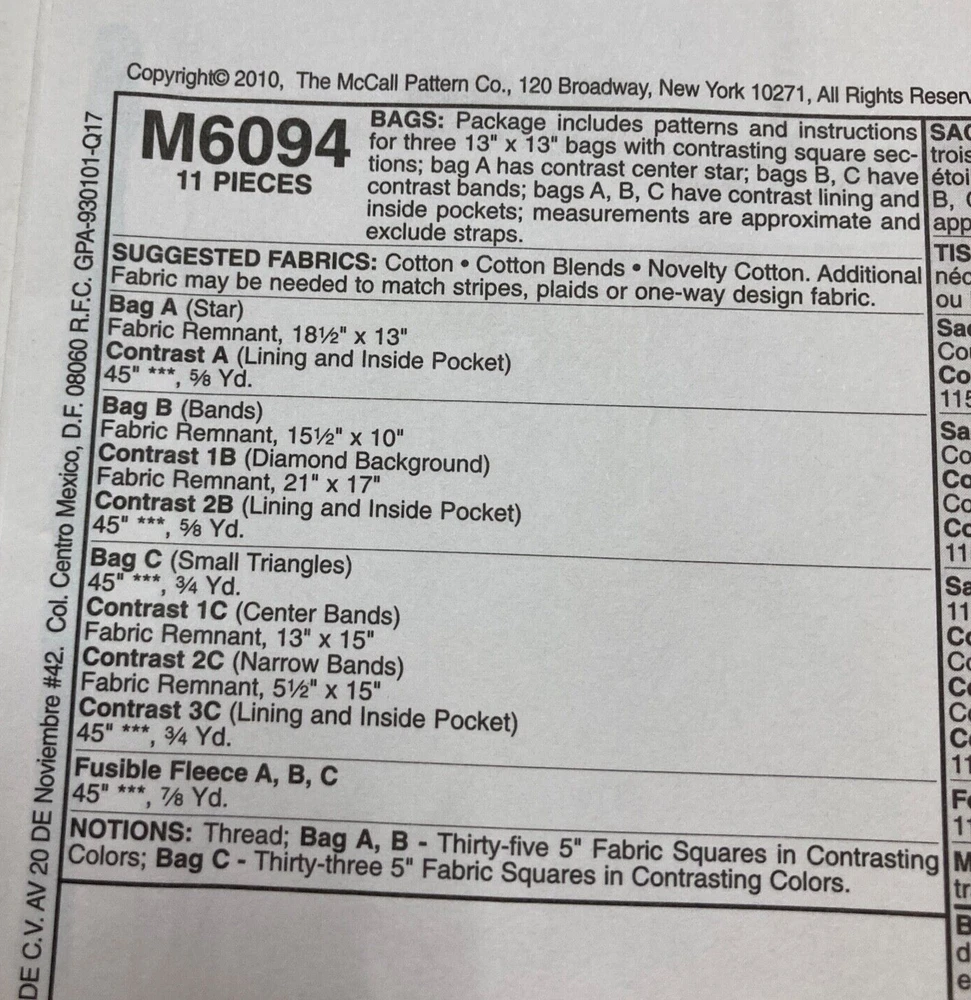 Copyright© 2010, The McCall Pattern Co., 120 Broadway, New York 10271, All Rights
M6094
11 PIECES
BAGS: Package includes patterns and instructions
for three 13" x 13" bags with contrasting square sec-
tions; bag A has contrast center star; bags B, C have
contrast bands; bags A, B, C have contrast lining and
inside pockets; measurements are approximate and
exclude straps.
SUGGESTED FABRICS: Cotton • Cotton Blends • Novelty Cotton. Additional
Fabric may be needed to match stripes, plaids or one-way design fabric.
Bag A (Star)
Fabric Remnant, 18½" x 13"
Contrast A (Lining and Inside Pocket)
45" ***, ⅝ Yd.
Bag B (Bands)
Fabric Remnant, 15½" x 10"
Contrast 1B (Diamond Background)
Fabric Remnant, 21" x 17"
Contrast 2B (Lining and Inside Pocket)
45" ***, ⅝ Yd.
Bag C (Small Triangles)
45" ***, ¾ Yd.
Contrast 1C (Center Bands)
Fabric Remnant, 13" x 15"
Contrast 2C (Narrow Bands)
Fabric Remnant, 5½" x 15"
Contrast 3C (Lining and Inside Pocket)
45" ***, ¾ Yd.
Fusible Fleece A, B, C
45" ***, ⅞ Yd.
NOTIONS: Thread; Bag A, B - Thirty-five 5" Fabric Squares in Contrasting
Colors; Bag C - Thirty-three 5" Fabric Squares in Contrasting Colors.
DE C.V. AV 20 DE Noviembre #42. Col. Centro Mexico, D.F. 08060 R.F.C. GPA-930101-Q17